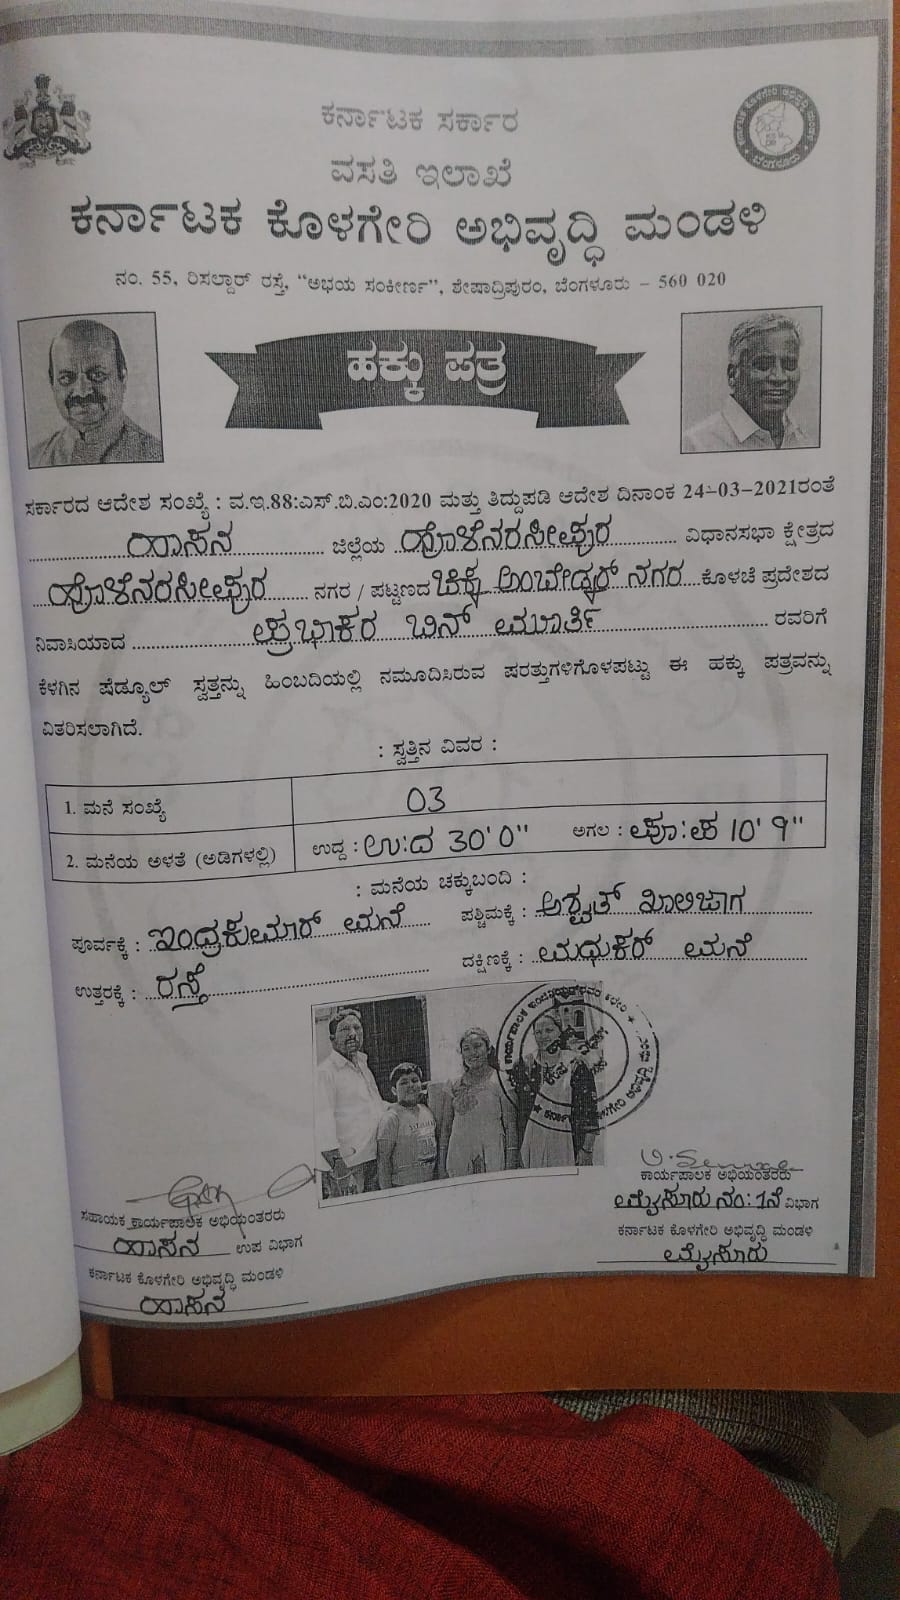 ಕರ್ನಾಟಕ ಸರ್ಕಾರ
ವಸತಿ ಇಲಾಖೆ
ಕರ್ನಾಟಕ ಕೊಳಗೇರಿ ಅಭಿವೃದ್ಧಿ ಮಂಡಳಿ
ನಂ. 55, ರಿಸಲ್ದಾರ್ ರಸ್ತೆ, "ಅಭಯ ಸಂಕೀರ್ಣ", ಶೇಷಾದ್ರಿಪುರಂ, ಬೆಂಗಳೂರು – 560 020
ಬೆಂಗಳೂರು
ಹಕ್ಕು ಪತ್ರ
ಸರ್ಕಾರದ ಆದೇಶ ಸಂಖ್ಯೆ : ವ.ಇ.88:ಎಸ್.ಬಿ.ಎಂ:2020 ಮತ್ತು ತಿದ್ದುಪಡಿ ಆದೇಶ ದಿನಾಂಕ 24-03-2021ರಂತೆ
ಹಾಸನ ಜಿಲ್ಲೆಯ ಹೊಳೆನರಸೀಪುರ ವಿಧಾನಸಭಾ ಕ್ಷೇತ್ರದ
ಹೊಳೆನರಸೀಪುರ ನಗರ / ಪಟ್ಟಣದ ಚಿಕ್ಕ ಅಂಬೇಡ್ಕರ್ ನಗರ ಕೊಳಚೆ ಪ್ರದೇಶದ
ನಿವಾಸಿಯಾದ ಪ್ರಭಾಕರ ಬಿನ್ ಮೂರ್ತಿ ರವರಿಗೆ
ಕೆಳಗಿನ ಷೆಡ್ಯೂಲ್ ಸ್ವತ್ತನ್ನು ಹಿಂಬದಿಯಲ್ಲಿ ನಮೂದಿಸಿರುವ ಷರತ್ತುಗಳಿಗೊಳಪಟ್ಟು ಈ ಹಕ್ಕು ಪತ್ರವನ್ನು
ವಿತರಿಸಲಾಗಿದೆ.
: ಸ್ವತ್ತಿನ ವಿವರ :
1. ಮನೆ ಸಂಖ್ಯೆ 03
2. ಮನೆಯ ಅಳತೆ (ಅಡಿಗಳಲ್ಲಿ) ಉದ್ದ : ಉ:ದ 30' 0" ಅಗಲ : ಪೂ:ಪ 10' 9"
: ಮನೆಯ ಚಕ್ಕುಬಂದಿ :
ಪೂರ್ವಕ್ಕೆ : ಇಂದ್ರಕುಮಾರ್ ಮನೆ ಪಶ್ಚಿಮಕ್ಕೆ : ಅಶ್ವತ್ ಖಾಲಿಜಾಗ
ಉತ್ತರಕ್ಕೆ : ರಸ್ತೆ ದಕ್ಷಿಣಕ್ಕೆ : ಮಧುಕರ್ ಮನೆ
ಸಹಾಯಕ ಕಾರ್ಯಪಾಲಕ ಅಭಿಯಂತರರು
ಹಾಸನ ಉಪ ವಿಭಾಗ
ಕರ್ನಾಟಕ ಕೊಳಗೇರಿ ಅಭಿವೃದ್ಧಿ ಮಂಡಳಿ
ಹಾಸನ
ಕಾರ್ಯಪಾಲಕ ಅಭಿಯಂತರರು
ಮೈಸೂರು ನಂ:1ನೆ ವಿಭಾಗ
ಕರ್ನಾಟಕ ಕೊಳಗೇರಿ ಅಭಿವೃದ್ಧಿ ಮಂಡಳಿ
ಮೈಸೂರು